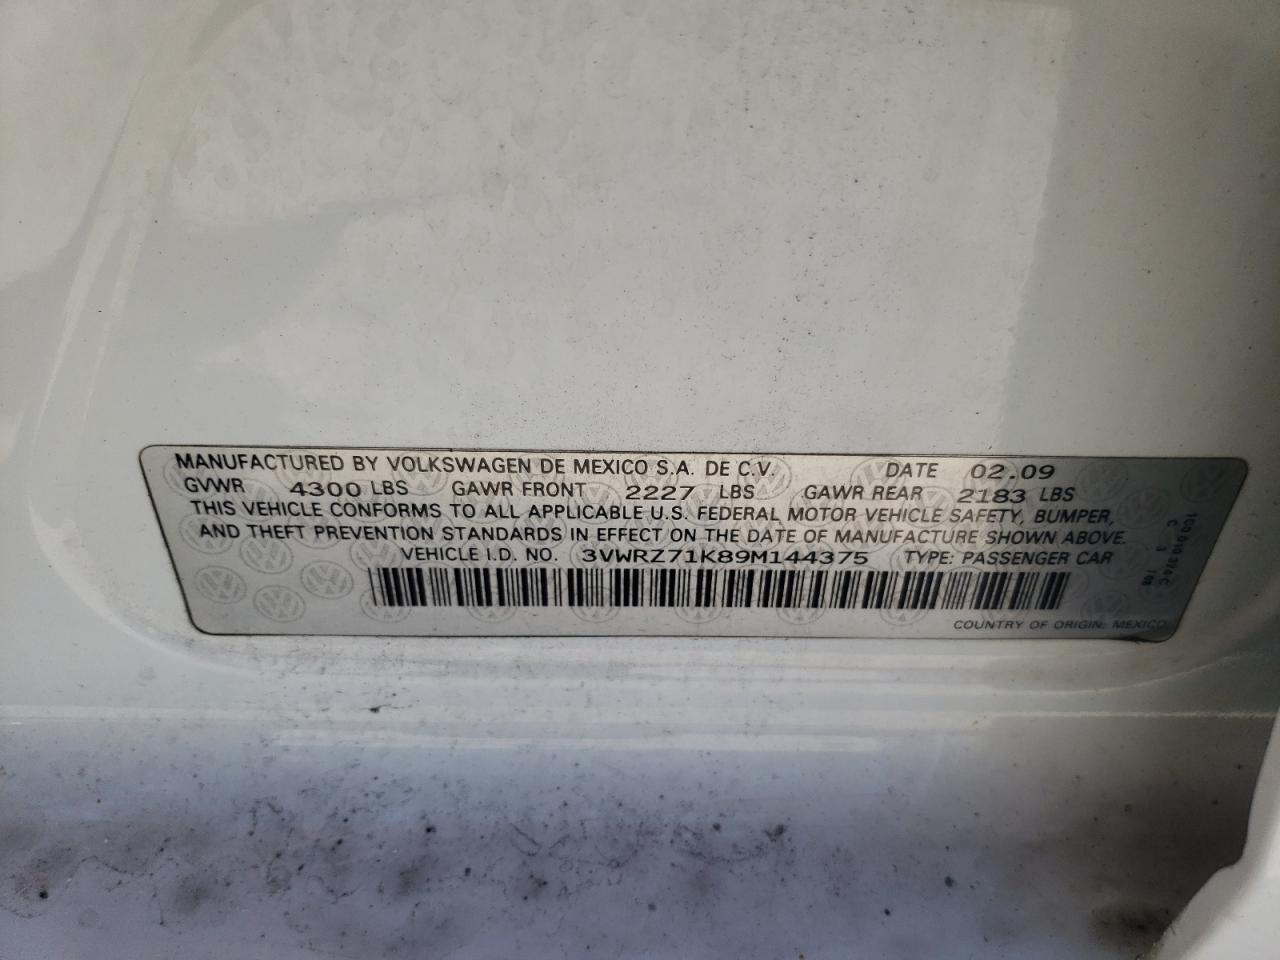 MANUFACTURED BY VOLKSWAGEN DE MEXICO S.A. DE C.V. DATE 02.09
GVWR 4300 LBS GAWR FRONT 2227 LBS GAWR REAR 2183 LBS
THIS VEHICLE CONFORMS TO ALL APPLICABLE U.S. FEDERAL MOTOR VEHICLE SAFETY, BUMPER,
AND THEFT PREVENTION STANDARDS IN EFFECT ON THE DATE OF MANUFACTURE SHOWN ABOVE.
VEHICLE I.D. NO. 3VWRZ71K89M144375 TYPE: PASSENGER CAR
COUNTRY OF ORIGIN: MEXICO